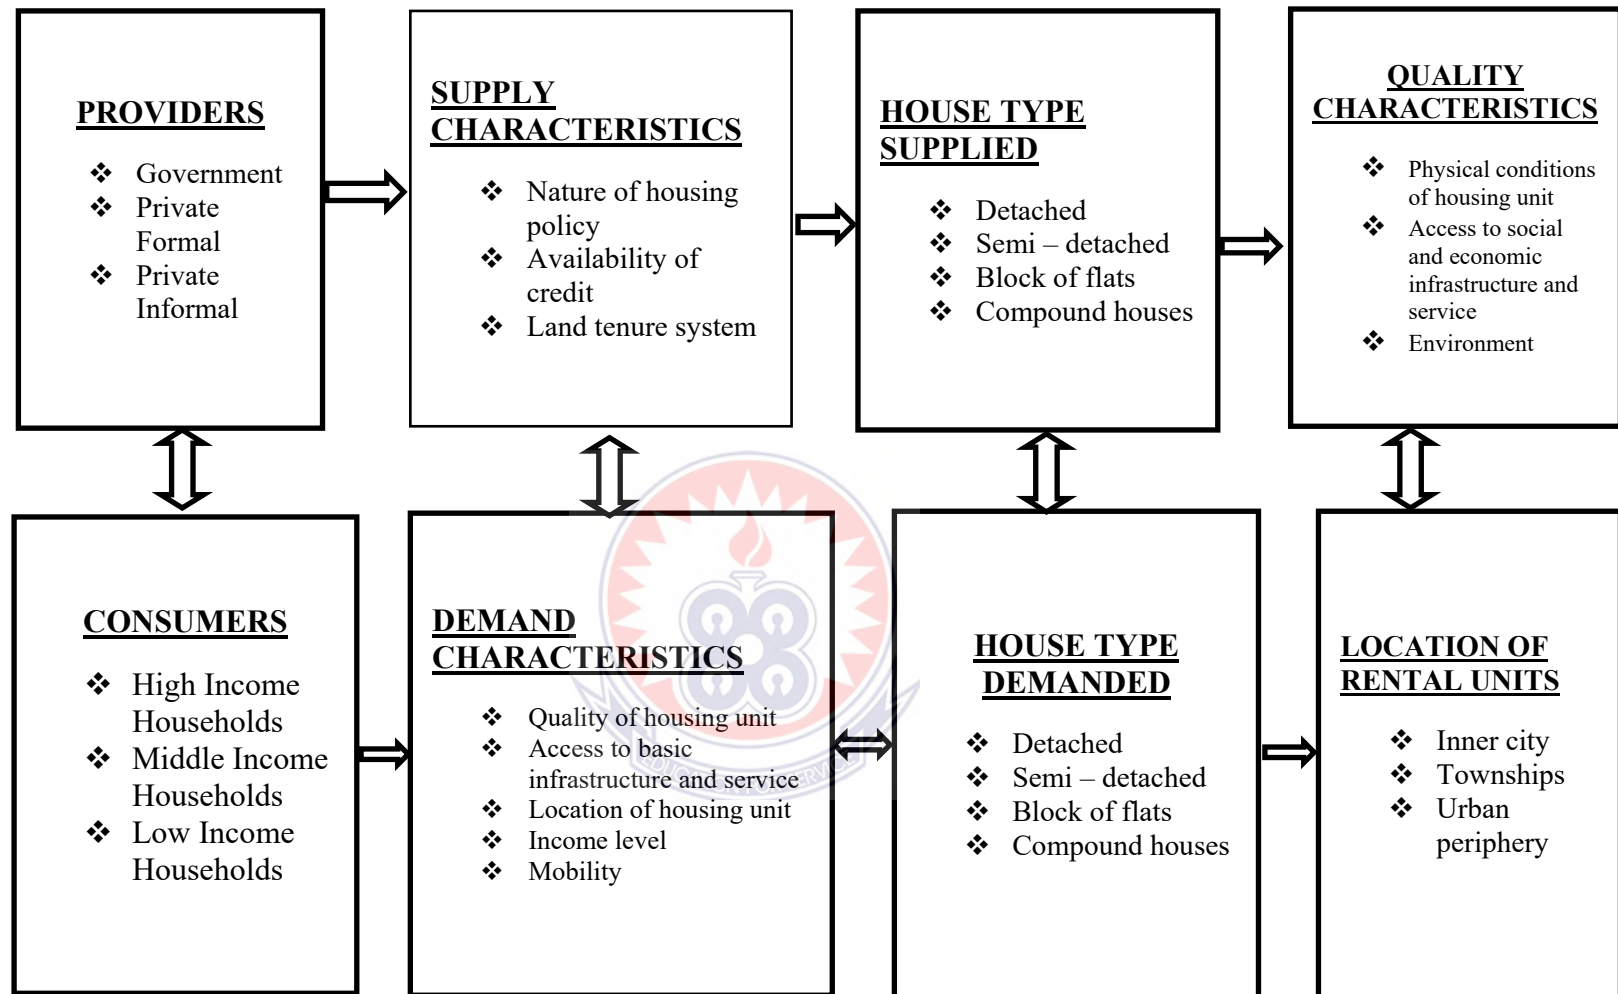 PROVIDERS
❖ Government
❖ Private
Formal
❖ Private
Informal
SUPPLY
CHARACTERISTICS
❖ Nature of housing
policy
❖ Availability of
credit
❖ Land tenure system
HOUSE TYPE
SUPPLIED
❖ Detached
❖ Semi – detached
❖ Block of flats
❖ Compound houses
QUALITY
CHARACTERISTICS
❖ Physical conditions
of housing unit
❖ Access to social
and economic
infrastructure and
service
❖ Environment
CONSUMERS
❖ High Income
Households
❖ Middle Income
Households
❖ Low Income
Households
DEMAND
CHARACTERISTICS
❖ Quality of housing unit
❖ Access to basic
infrastructure and service
❖ Location of housing unit
❖ Income level
❖ Mobility
HOUSE TYPE
DEMANDED
❖ Detached
❖ Semi – detached
❖ Block of flats
❖ Compound houses
LOCATION OF
RENTAL UNITS
❖ Inner city
❖ Townships
❖ Urban
periphery
EDUCATION FOR SERVICE